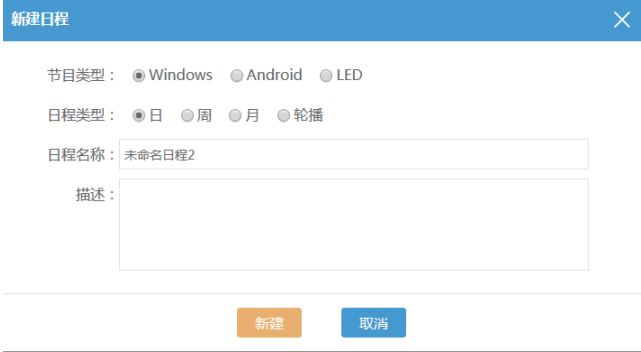 新建日程
节目类型： Windows Android LED
日程类型： 日 周 月 轮播
日程名称： 未命名日程2
描述：
新建 取消